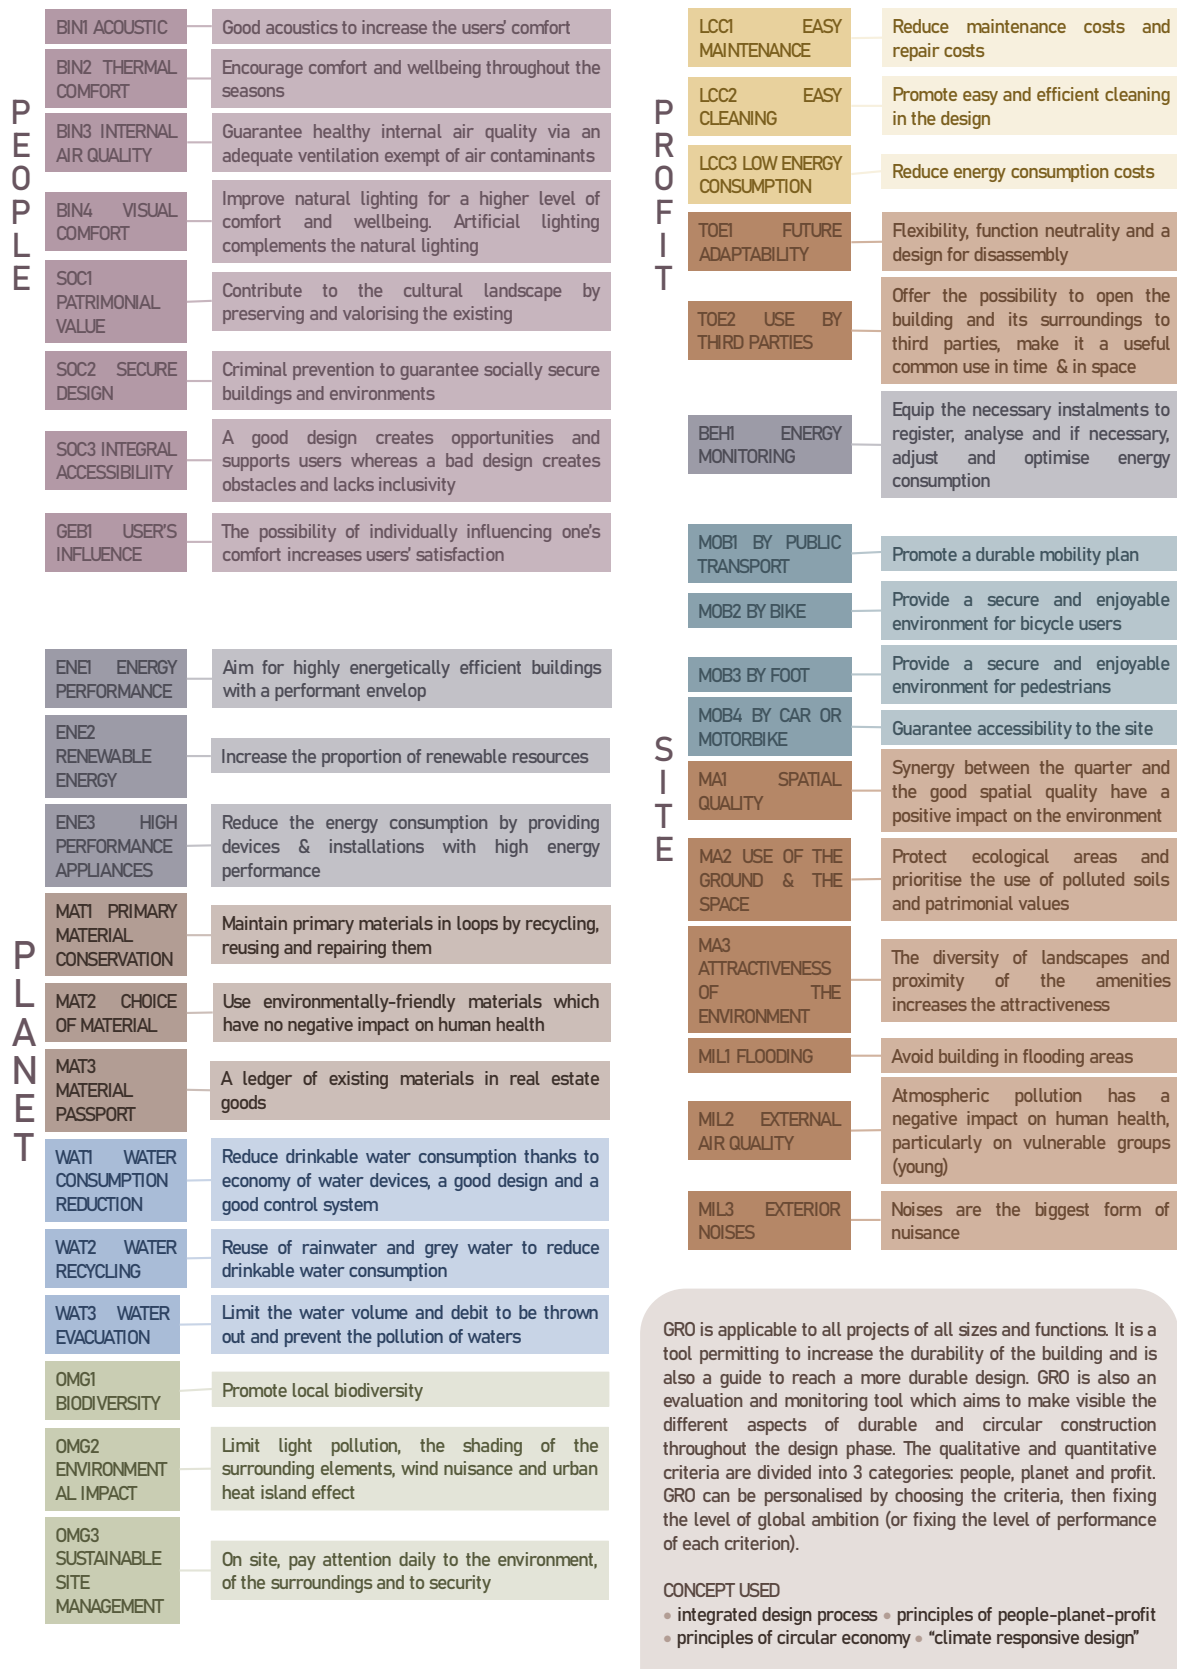 PEOPLE
BIN1 ACOUSTIC
Good acoustics to increase the users' comfort
BIN2 THERMAL
COMFORT
Encourage comfort and wellbeing throughout the
seasons
BIN3 INTERNAL
AIR QUALITY
Guarantee healthy internal air quality via an
adequate ventilation exempt of air contaminants
BIN4 VISUAL
COMFORT
Improve natural lighting for a higher level of
comfort and wellbeing. Artificial lighting
complements the natural lighting
SOC1
PATRIMONIAL
VALUE
Contribute to the cultural landscape by
preserving and valorising the existing
SOC2 SECURE
DESIGN
Criminal prevention to guarantee socially secure
buildings and environments
SOC3 INTEGRAL
ACCESSIBILIITY
A good design creates opportunities and
supports users whereas a bad design creates
obstacles and lacks inclusivity
GEB1 USER'S
INFLUENCE
The possibility of individually influencing one's
comfort increases users' satisfaction
PLANET
ENE1 ENERGY
PERFORMANCE
Aim for highly energetically efficient buildings
with a performant envelop
ENE2
RENEWABLE
ENERGY
Increase the proportion of renewable resources
ENE3 HIGH
PERFORMANCE
APPLIANCES
Reduce the energy consumption by providing
devices & installations with high energy
performance
MAT1 PRIMARY
MATERIAL
CONSERVATION
Maintain primary materials in loops by recycling,
reusing and repairing them
MAT2 CHOICE
OF MATERIAL
Use environmentally-friendly materials which
have no negative impact on human health
MAT3
MATERIAL
PASSPORT
A ledger of existing materials in real estate
goods
WAT1 WATER
CONSUMPTION
REDUCTION
Reduce drinkable water consumption thanks to
economy of water devices, a good design and a
good control system
WAT2 WATER
RECYCLING
Reuse of rainwater and grey water to reduce
drinkable water consumption
WAT3 WATER
EVACUATION
Limit the water volume and debit to be thrown
out and prevent the pollution of waters
OMG1
BIODIVERSITY
Promote local biodiversity
OMG2
ENVIRONMENT
AL IMPACT
Limit light pollution, the shading of the
surrounding elements, wind nuisance and urban
heat island effect
OMG3
SUSTAINABLE
SITE
MANAGEMENT
On site, pay attention daily to the environment,
of the surroundings and to security
PROFIT
LCC1 EASY
MAINTENANCE
Reduce maintenance costs and
repair costs
LCC2 EASY
CLEANING
Promote easy and efficient cleaning
in the design
LCC3 LOW ENERGY
CONSUMPTION
Reduce energy consumption costs
TOE1 FUTURE
ADAPTABILITY
Flexibility, function neutrality and a
design for disassembly
TOE2 USE BY
THIRD PARTIES
Offer the possibility to open the
building and its surroundings to
third parties, make it a useful
common use in time & in space
BEH1 ENERGY
MONITORING
Equip the necessary instalments to
register, analyse and if necessary,
adjust and optimise energy
consumption
SITE
MOB1 BY PUBLIC
TRANSPORT
Promote a durable mobility plan
MOB2 BY BIKE
Provide a secure and enjoyable
environment for bicycle users
MOB3 BY FOOT
Provide a secure and enjoyable
environment for pedestrians
MOB4 BY CAR OR
MOTORBIKE
Guarantee accessibility to the site
MA1 SPATIAL
QUALITY
Synergy between the quarter and
the good spatial quality have a
positive impact on the environment
MA2 USE OF THE
GROUND & THE
SPACE
Protect ecological areas and
prioritise the use of polluted soils
and patrimonial values
MA3
ATTRACTIVENESS
OF THE
ENVIRONMENT
The diversity of landscapes and
proximity of the amenities
increases the attractiveness
MIL1 FLOODING
Avoid building in flooding areas
MIL2 EXTERNAL
AIR QUALITY
Atmospheric pollution has a
negative impact on human health,
particularly on vulnerable groups
(young)
MIL3 EXTERIOR
NOISES
Noises are the biggest form of
nuisance
GRO is applicable to all projects of all sizes and functions. It is a
tool permitting to increase the durability of the building and is
also a guide to reach a more durable design. GRO is also an
evaluation and monitoring tool which aims to make visible the
different aspects of durable and circular construction
throughout the design phase. The qualitative and quantitative
criteria are divided into 3 categories: people, planet and profit.
GRO can be personalised by choosing the criteria, then fixing
the level of global ambition (or fixing the level of performance
of each criterion).
CONCEPT USED
• integrated design process • principles of people-planet-profit
• principles of circular economy • “climate responsive design”